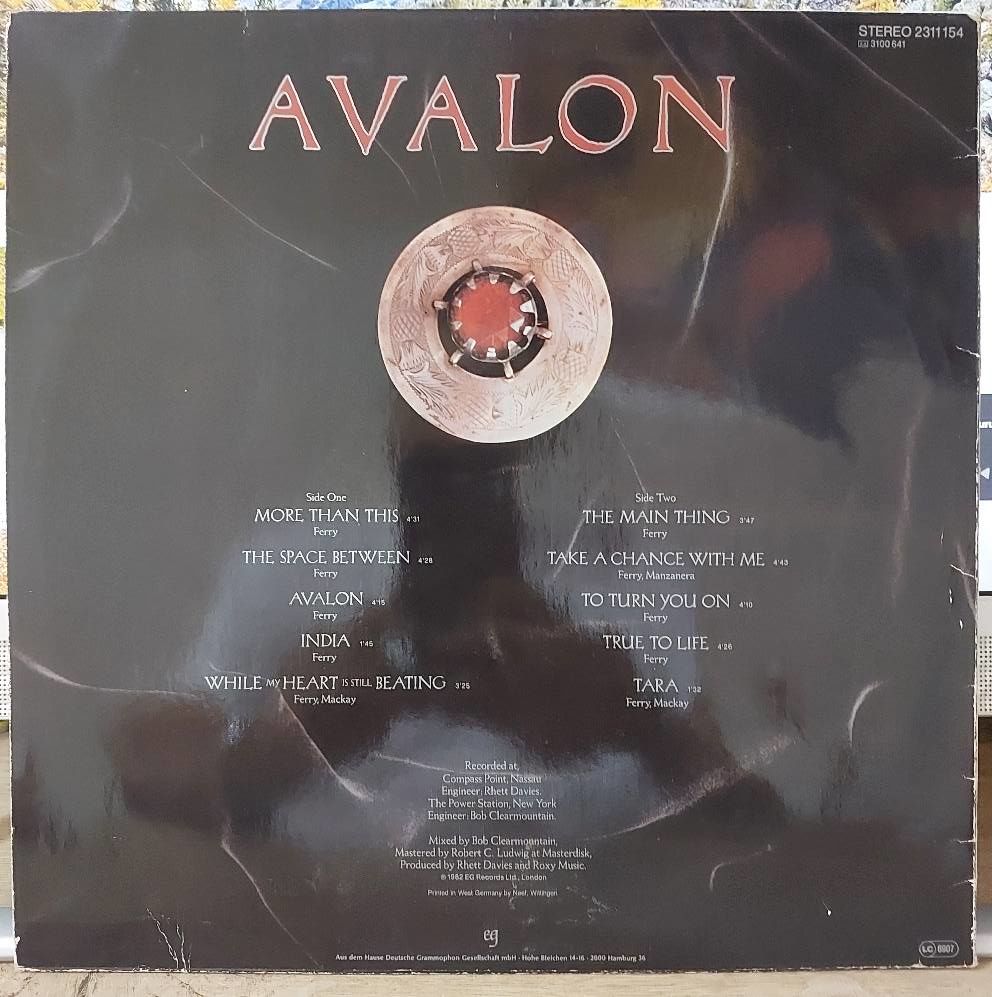 STEREO 2311 154
3100 641
AVALON
Side One
MORE THAN THIS 4'31
Ferry
THE SPACE BETWEEN 4'28
Ferry
AVALON 4'15
Ferry
INDIA 1'45
Ferry
WHILE MY HEART IS STILL BEATING 3'25
Ferry, Mackay
Side Two
THE MAIN THING 3'47
Ferry
TAKE A CHANCE WITH ME 4'43
Ferry, Manzanera
TO TURN YOU ON 4'10
Ferry
TRUE TO LIFE 4'26
Ferry
TARA 1'32
Ferry, Mackay
Recorded at,
Compass Point, Nassau
Engineer: Rhett Davies.
The Power Station, New York
Engineer: Bob Clearmountain.
Mixed by Bob Clearmountain,
Mastered by Robert C. Ludwig at Masterdisk,
Produced by Rhett Davies and Roxy Music.
℗ 1982 EG Records Ltd., London
Printed in West Germany by Neef, Wittingen
eg
Aus dem Hause Deutsche Grammophon Gesellschaft mbH · Hohe Bleichen 14-16 · 2000 Hamburg 36
LC 6907